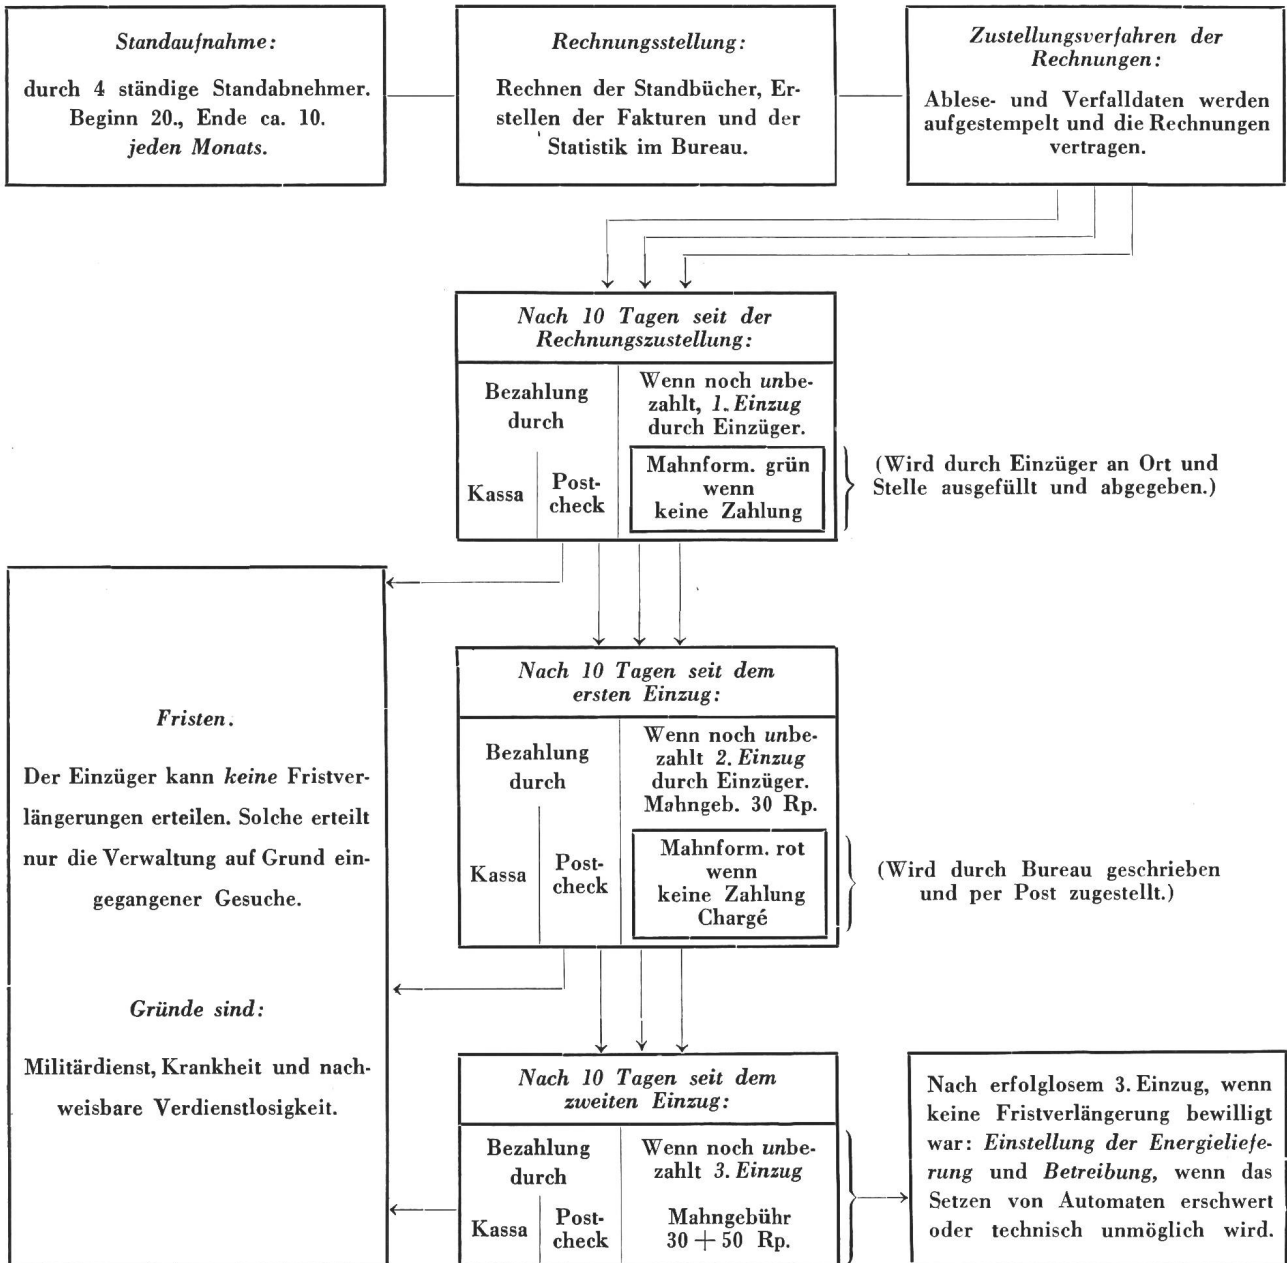 Standaufnahme:
durch 4 ständige Standabnehmer.
Beginn 20., Ende ca. 10.
jeden Monats.
Rechnungsstellung:
Rechnen der Standbücher, Er-
stellen der Fakturen und der
Statistik im Bureau.
Zustellungsverfahren der
Rechnungen:
Ablese- und Verfalldaten werden
aufgestempelt und die Rechnungen
vertragen.
Nach 10 Tagen seit der
Rechnungszustellung:
Bezahlung
durch
Kassa
Post-
check
Wenn noch unbe-
zahlt, 1. Einzug
durch Einzüger.
Mahnform. grün
wenn
keine Zahlung
(Wird durch Einzüger an Ort und
Stelle ausgefüllt und abgegeben.)
Fristen.
Der Einzüger kann keine Fristver-
längerungen erteilen. Solche erteilt
nur die Verwaltung auf Grund ein-
gegangener Gesuche.
Gründe sind:
Militärdienst, Krankheit und nach-
weisbare Verdienstlosigkeit.
Nach 10 Tagen seit dem
ersten Einzug:
Bezahlung
durch
Kassa
Post-
check
Wenn noch unbe-
zahlt 2. Einzug
durch Einzüger.
Mahngeb. 30 Rp.
Mahnform. rot
wenn
keine Zahlung
Chargé
(Wird durch Bureau geschrieben
und per Post zugestellt.)
Nach 10 Tagen seit dem
zweiten Einzug:
Bezahlung
durch
Kassa
Post-
check
Wenn noch unbe-
zahlt 3. Einzug
Mahngebühr
30 + 50 Rp.
Nach erfolglosem 3. Einzug, wenn
keine Fristverlängerung bewilligt
war: Einstellung der Energieliefe-
rung und Betreibung, wenn das
Setzen von Automaten erschwert
oder technisch unmöglich wird.